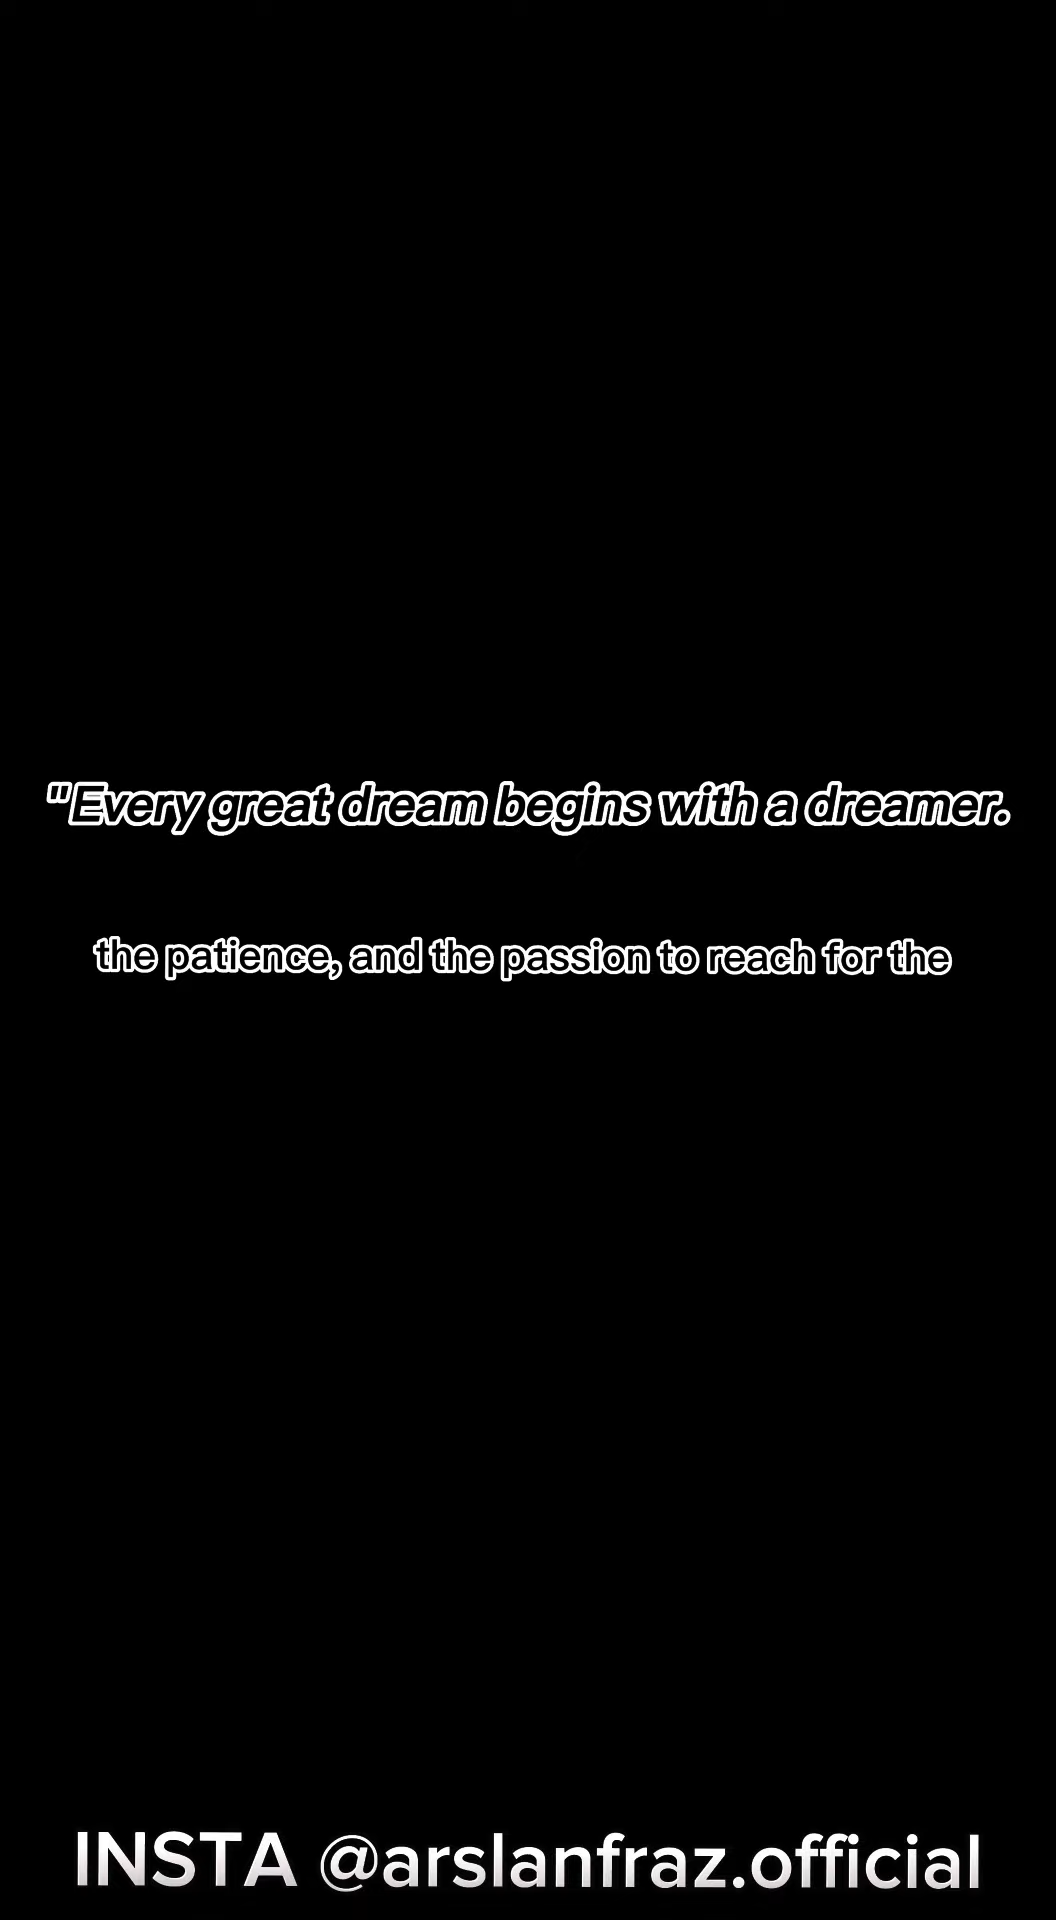 "Every great dream begins with a dreamer.
the patience, and the passion to reach for the
INSTA @arslanfraz.official